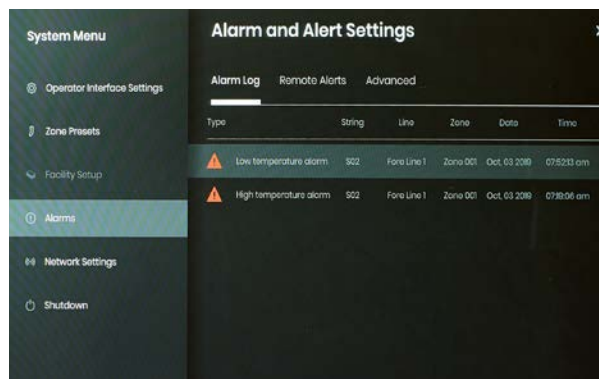 System Menu
Operator Interface Settings
Zone Presets
Facility Setup
Alarms
Network Settings
Shutdown
Alarm and Alert Settings
Alarm Log Remote Alerts Advanced
Type String Line Zone Date Time
Low temperature alarm S02 Fore Line 1 Zone 001 Oct, 03 2019 07:52:13 am
High temperature alarm S02 Fore Line 1 Zone 001 Oct, 03 2019 07:19:06 am